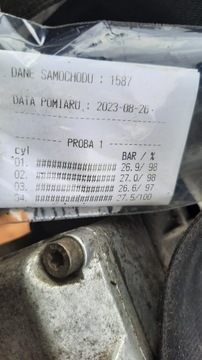 DANE SAMOCHODU : 1587
DATA POMIARU : 2023-08-26
PROBA 1
cyl BAR / %
01. ################ 26.9/ 98
02. ################ 27.0/ 98
03. ################ 26.6/ 97
04. ################ 27.5/100